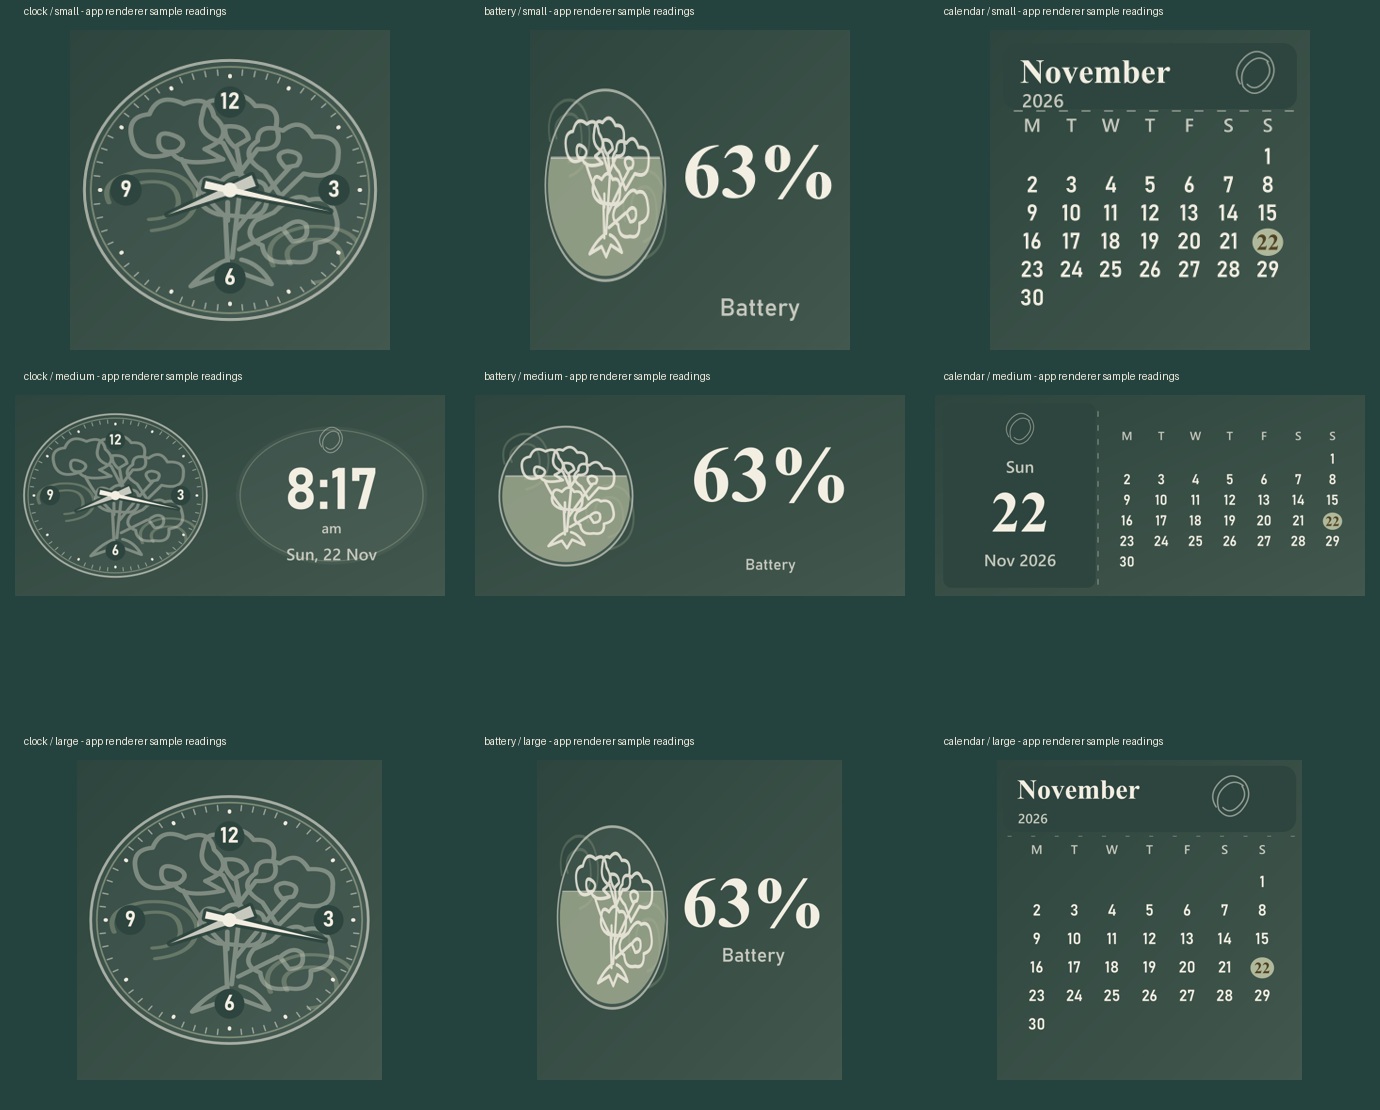 clock / small - app renderer sample readings
12
9
3
6
battery / small - app renderer sample readings
63%
Battery
calendar / small - app renderer sample readings
November
2026
M T W T F S S
1
2 3 4 5 6 7 8
9 10 11 12 13 14 15
16 17 18 19 20 21 22
23 24 25 26 27 28 29
30
clock / medium - app renderer sample readings
12
9
3
6
8:17
am
Sun, 22 Nov
battery / medium - app renderer sample readings
63%
Battery
calendar / medium - app renderer sample readings
Sun
22
Nov 2026
M T W T F S S
1
2 3 4 5 6 7 8
9 10 11 12 13 14 15
16 17 18 19 20 21 22
23 24 25 26 27 28 29
30
clock / large - app renderer sample readings
12
9
3
6
battery / large - app renderer sample readings
63%
Battery
calendar / large - app renderer sample readings
November
2026
M T W T F S S
1
2 3 4 5 6 7 8
9 10 11 12 13 14 15
16 17 18 19 20 21 22
23 24 25 26 27 28 29
30